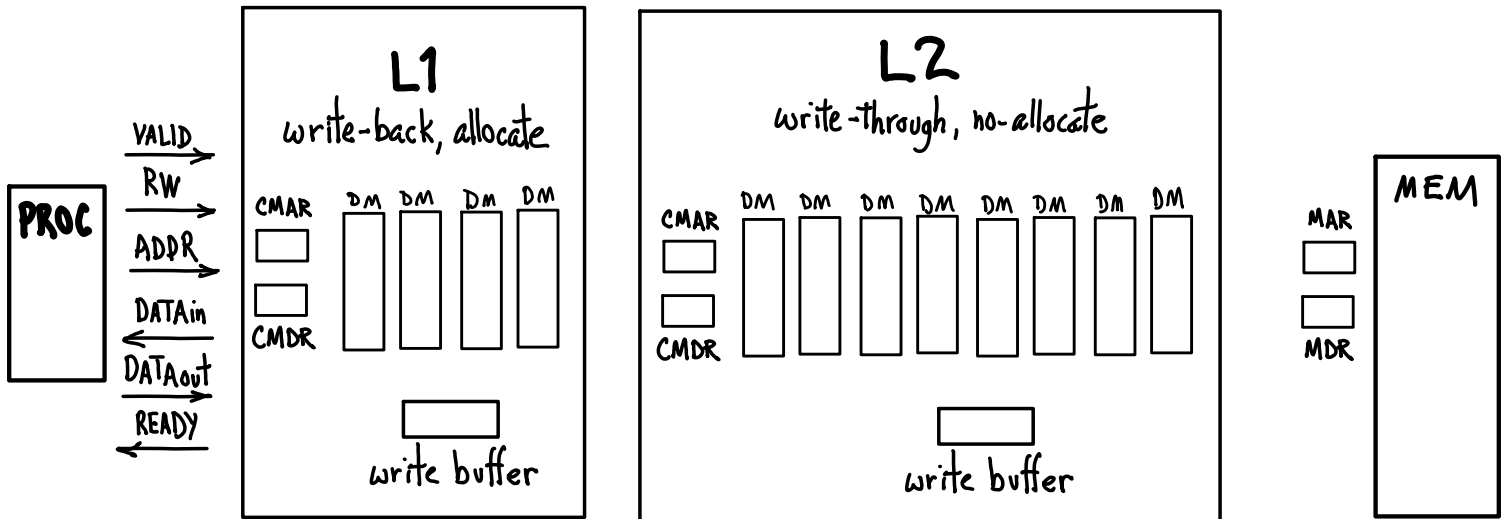 PROC
VALID
RW
ADDR
DATAin
DATAout
READY
L1
write-back, allocate
CMAR
CMDR
DM DM DM DM
write buffer
L2
write-through, no-allocate
CMAR
CMDR
DM DM DM DM DM DM DM DM
write buffer
MAR
MDR
MEM